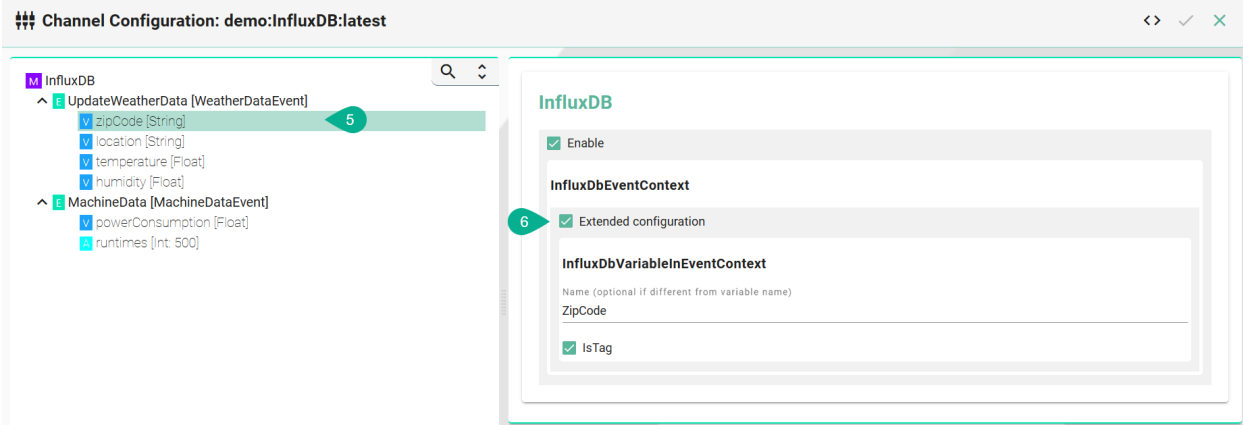 Channel Configuration: demo:InfluxDB:latest
M InfluxDB
E UpdateWeatherData [WeatherDataEvent]
V zipCode [String]
5
V location [String]
V temperature [Float]
V humidity [Float]
E MachineData [MachineDataEvent]
V powerConsumption [Float]
A runtimes [Int: 500]
InfluxDB
Enable
InfluxDbEventContext
6
Extended configuration
InfluxDbVariableInEventContext
Name (optional if different from variable name)
ZipCode
IsTag